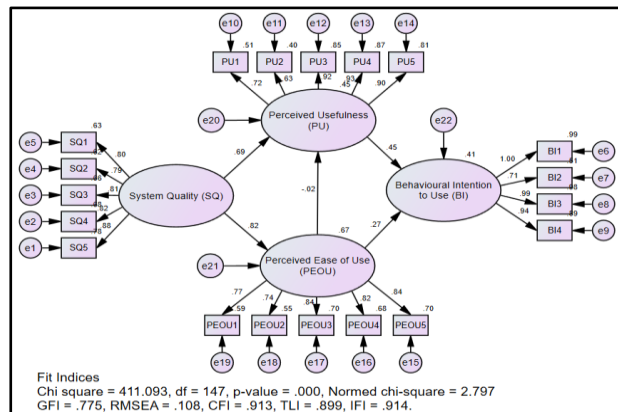 e10 e11 e12 e13 e14
.51 .40 .85 .87 .81
PU1 PU2 PU3 PU4 PU5
.72 .63 .92 .45 .93 .90
e20
Perceived Usefulness
(PU)
e22
e5 .63
SQ1
.80
e4
SQ2 .79
e3 SQ3 .81
e2 SQ4 .82
e1 .78 .88
SQ5
System Quality (SQ)
.69
.45
-.02
.82
.27
.41
Behavioural Intention
to Use (BI)
.99
1.00 BI1 e6
.71 BI2 e7
.99 BI3 e8
.94 BI4 e9
.67
e21
Perceived Ease of Use
(PEOU)
.77 .74 .84 .82 .84
.59 .55 .70 .68 .70
PEOU1 PEOU2 PEOU3 PEOU4 PEOU5
e19 e18 e17 e16 e15
Fit Indices
Chi square = 411.093, df = 147, p-value = .000, Normed chi-square = 2.797
GFI = .775, RMSEA = .108, CFI = .913, TLI = .899, IFI = .914.